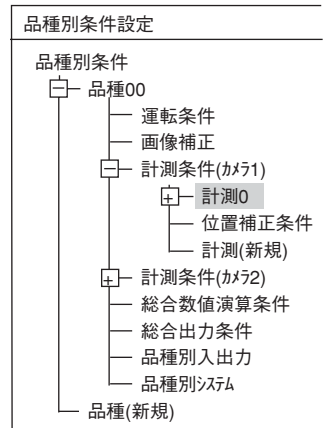 品種別条件設定
品種別条件
品種00
運転条件
画像補正
計測条件(ｶﾒﾗ1)
計測0
位置補正条件
計測(新規)
計測条件(ｶﾒﾗ2)
総合数値演算条件
総合出力条件
品種別入出力
品種別ｼｽﾃﾑ
品種(新規)